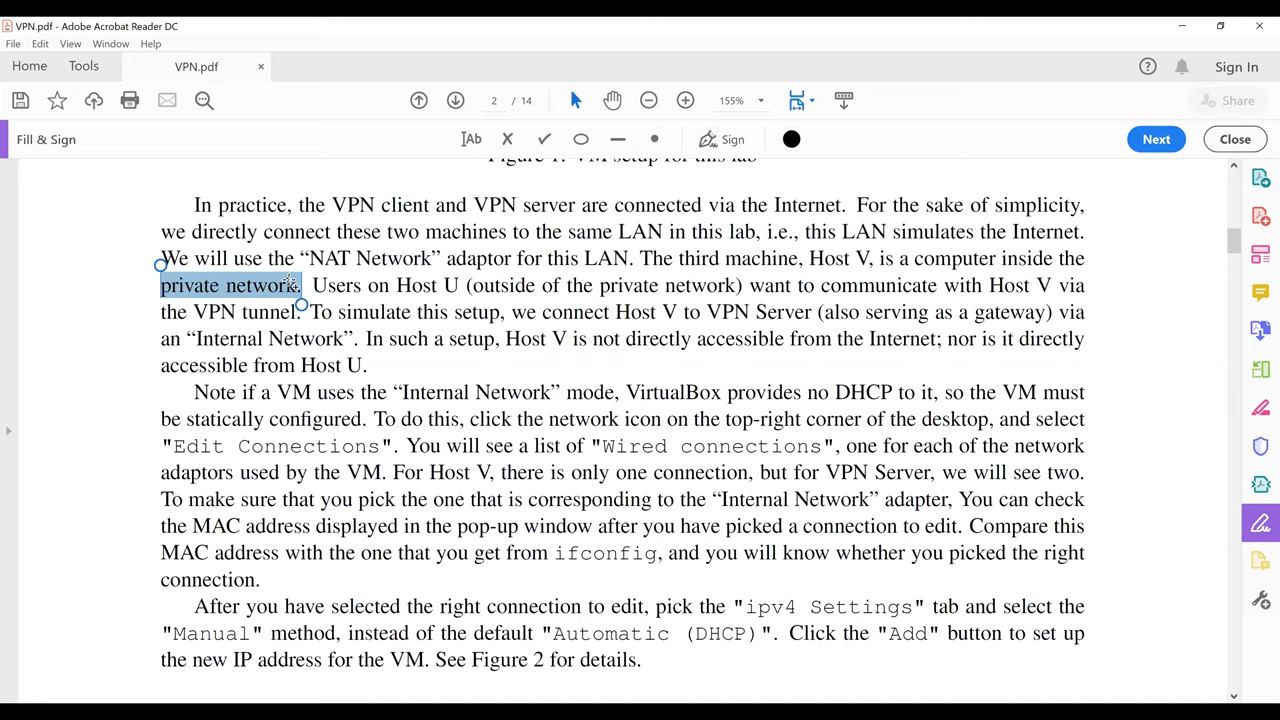 VPN.pdf - Adobe Acrobat Reader DC
File Edit View Window Help
Home Tools VPN.pdf × Sign In
2 / 14 155% Share
Fill & Sign Ab Sign Next Close
Figure 1: VM setup for this lab
In practice, the VPN client and VPN server are connected via the Internet. For the sake of simplicity,
we directly connect these two machines to the same LAN in this lab, i.e., this LAN simulates the Internet.
We will use the “NAT Network” adaptor for this LAN. The third machine, Host V, is a computer inside the
private network. Users on Host U (outside of the private network) want to communicate with Host V via
the VPN tunnel. To simulate this setup, we connect Host V to VPN Server (also serving as a gateway) via
an “Internal Network”. In such a setup, Host V is not directly accessible from the Internet; nor is it directly
accessible from Host U.
Note if a VM uses the “Internal Network” mode, VirtualBox provides no DHCP to it, so the VM must
be statically configured. To do this, click the network icon on the top-right corner of the desktop, and select
"Edit Connections". You will see a list of "Wired connections", one for each of the network
adaptors used by the VM. For Host V, there is only one connection, but for VPN Server, we will see two.
To make sure that you pick the one that is corresponding to the “Internal Network” adapter, You can check
the MAC address displayed in the pop-up window after you have picked a connection to edit. Compare this
MAC address with the one that you get from ifconfig, and you will know whether you picked the right
connection.
After you have selected the right connection to edit, pick the "ipv4 Settings" tab and select the
"Manual" method, instead of the default "Automatic (DHCP)". Click the "Add" button to set up
the new IP address for the VM. See Figure 2 for details.